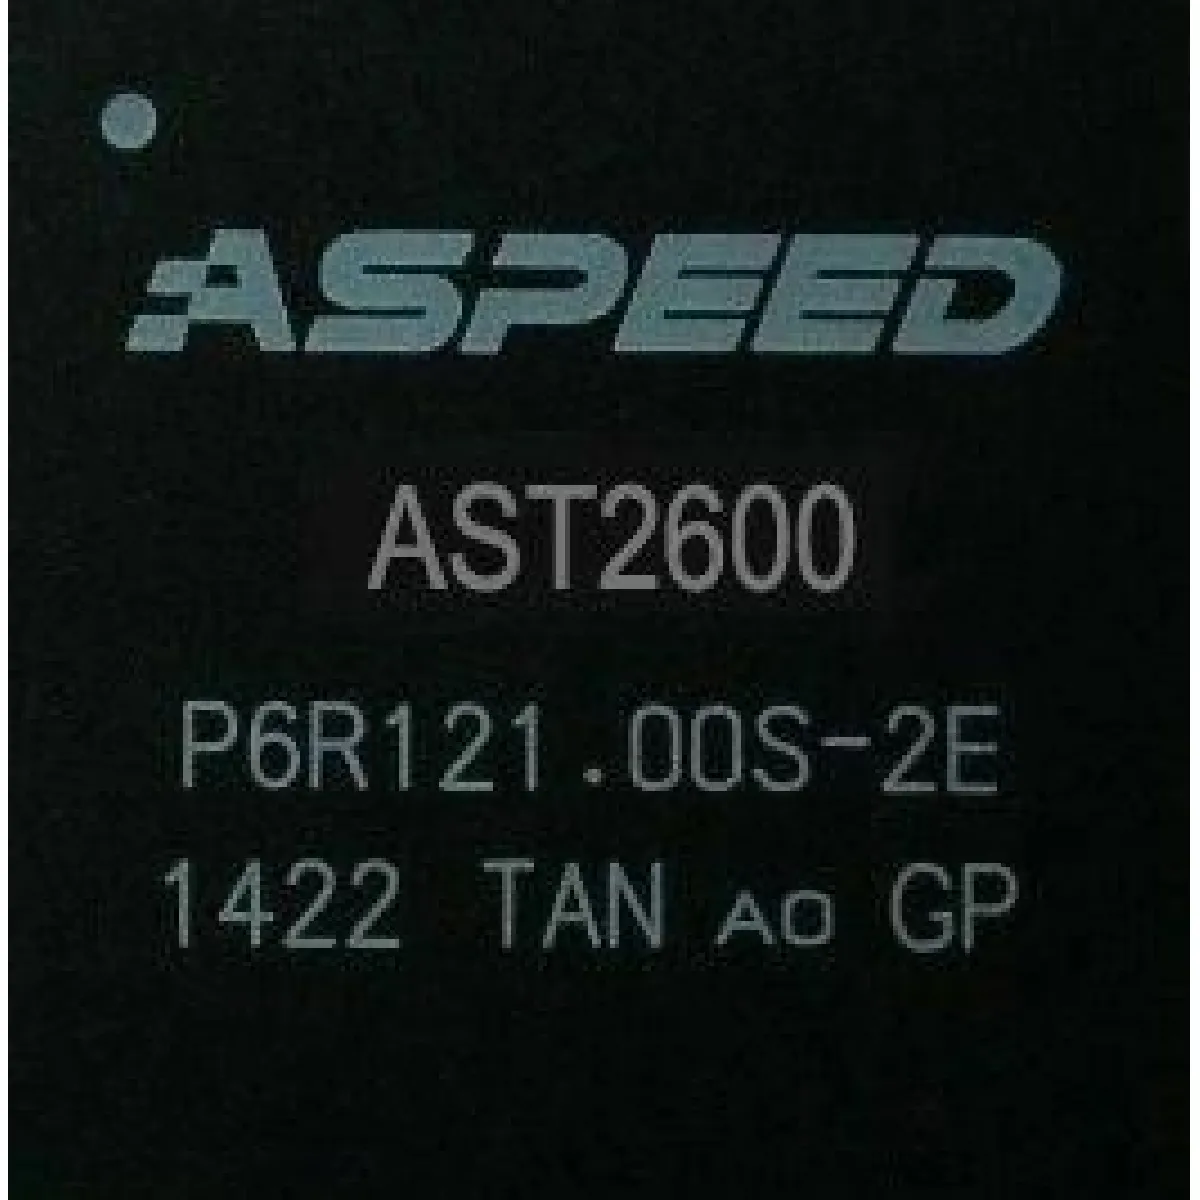 ASPEED
AST2600
P6R121.00S-2E
1422 TAN A0 GP